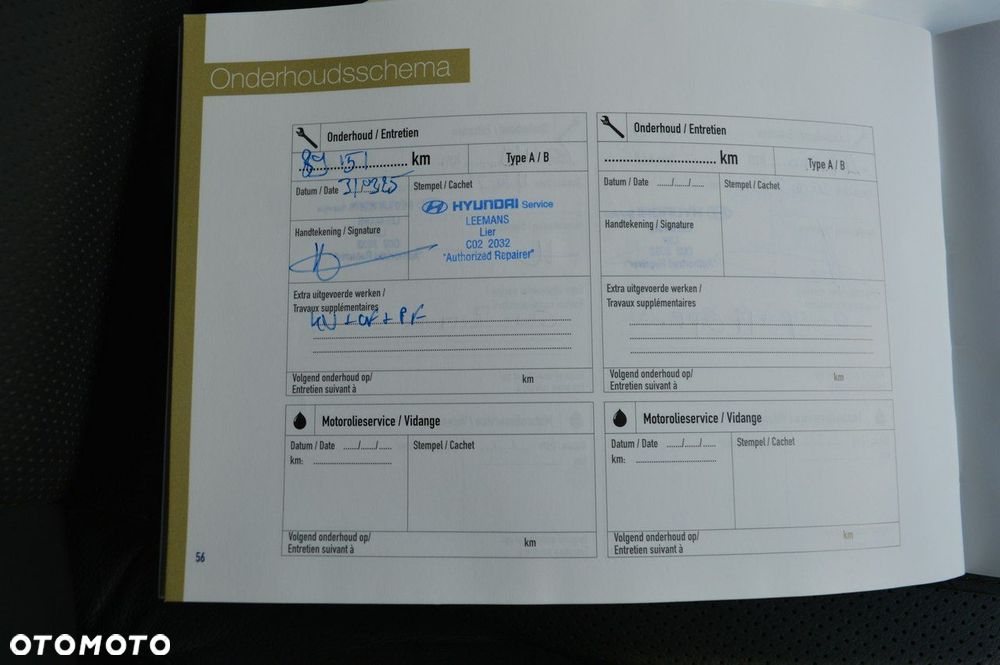 Onderhoudsschema
Onderhoud / Entretien
89 151 km
Type A / B
Datum / Date 31/03/25
Stempel / Cachet
HYUNDAI Service
LEEMANS
Lier
C02 2032
"Authorized Repairer"
Handtekening / Signature
Extra uitgevoerde werken /
Travaux supplémentaires
+ OF + PF
Volgend onderhoud op/
Entretien suivant à
km
Onderhoud / Entretien
km
Type A / B
Datum / Date ....../....../......
Stempel / Cachet
Handtekening / Signature
Extra uitgevoerde werken /
Travaux supplémentaires
Volgend onderhoud op/
Entretien suivant à
km
Motorolieservice / Vidange
Datum / Date ....../....../......
km:
Stempel / Cachet
Volgend onderhoud op/
Entretien suivant à
km
Motorolieservice / Vidange
Datum / Date ....../....../......
km:
Stempel / Cachet
Volgend onderhoud op/
Entretien suivant à
km
56
OTOMOTO